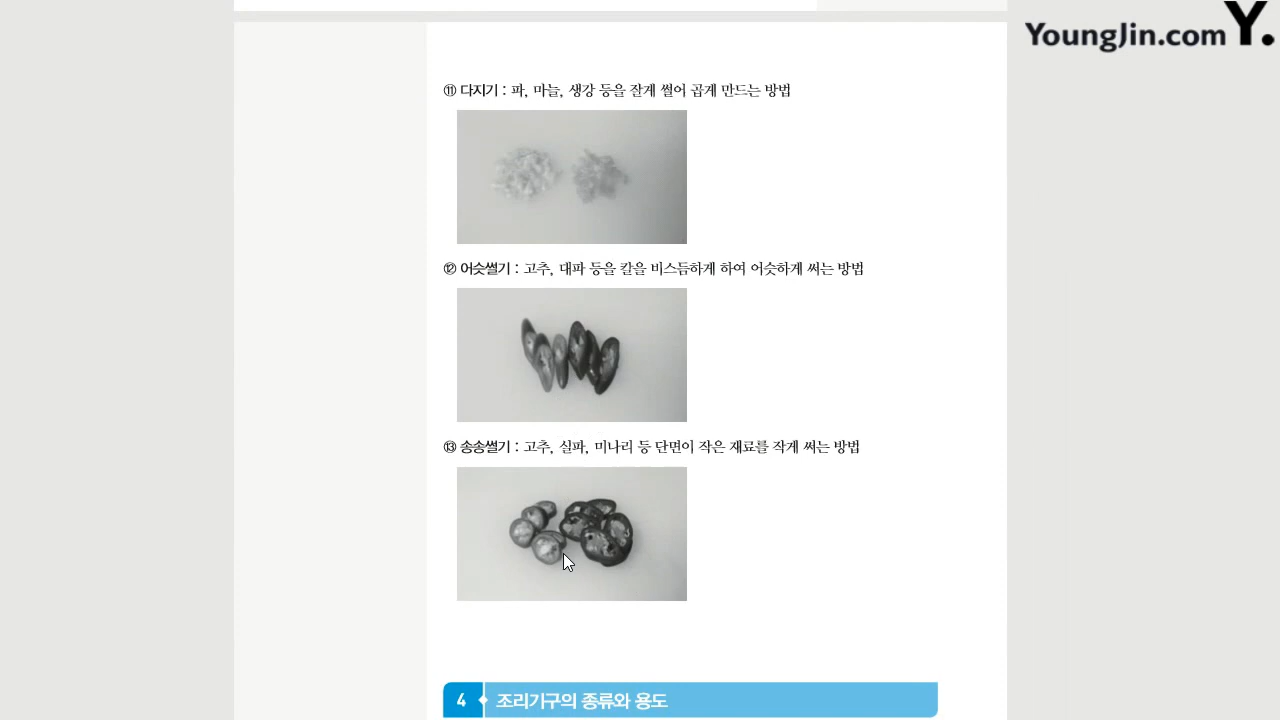 YoungJin.com Y.
⑪ 다지기 : 파, 마늘, 생강 등을 잘게 썰어 곱게 만드는 방법
⑫ 어슷썰기 : 고추, 대파 등을 칼을 비스듬하게 하여 어슷하게 써는 방법
⑬ 송송썰기 : 고추, 실파, 미나리 등 단면이 작은 재료를 작게 써는 방법
4 조리기구의 종류와 용도